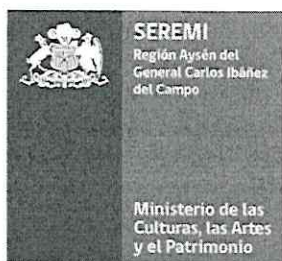 SEREMI
Región Aysén del
General Carlos Ibáñez
del Campo
Ministerio de las
Culturas, las Artes
y el Patrimonio